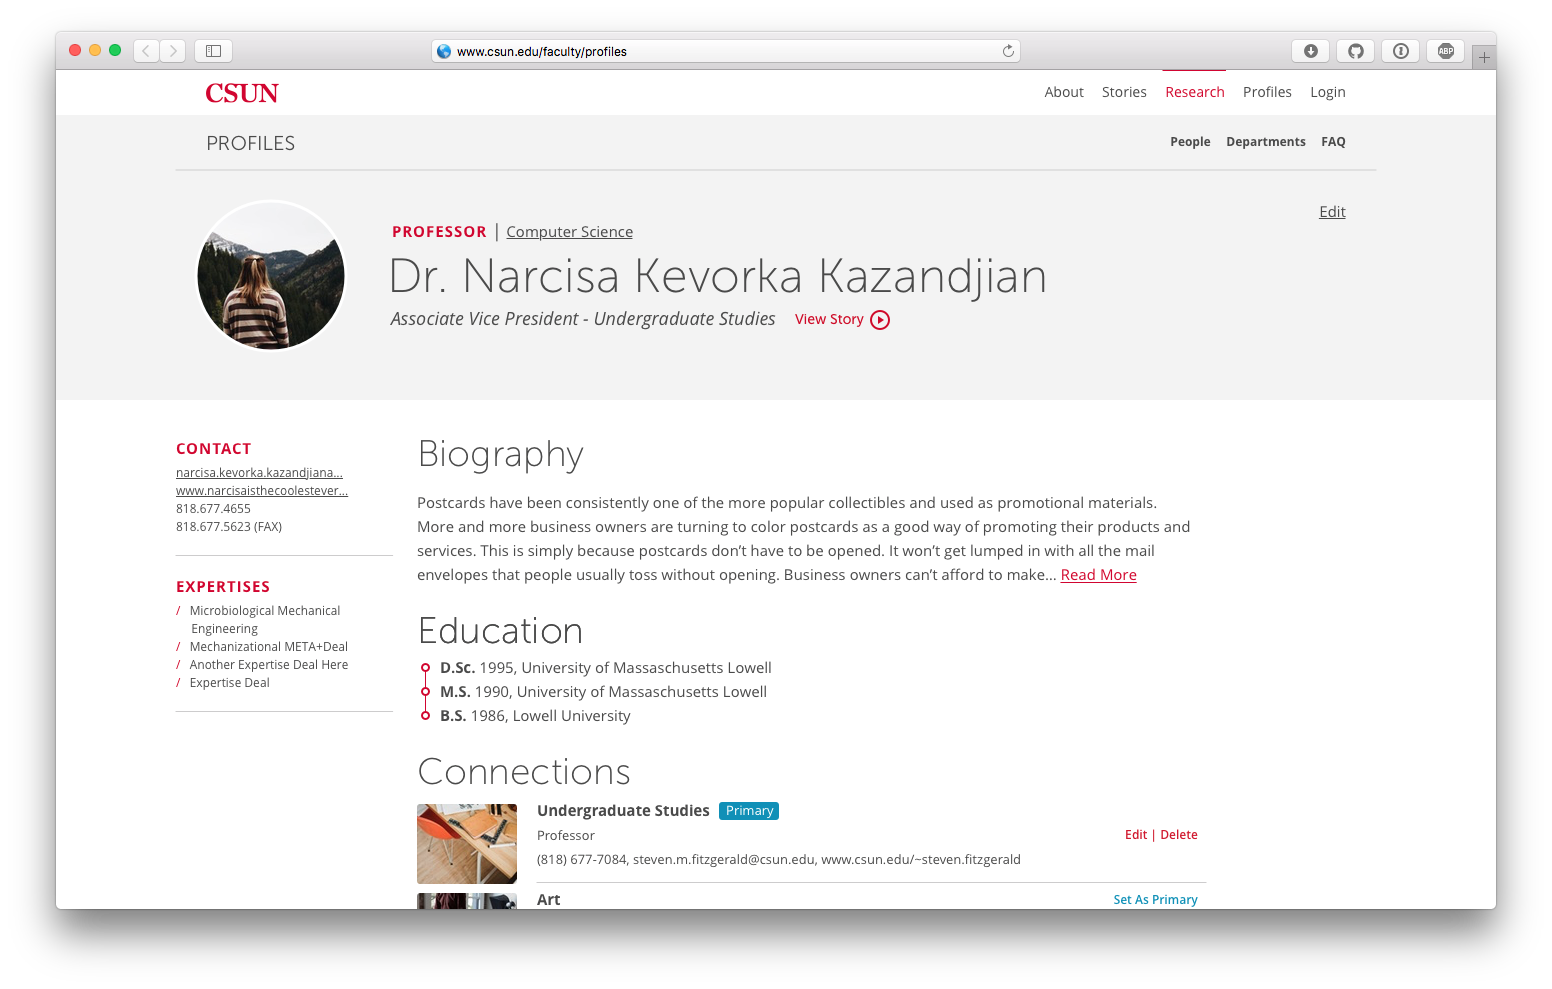 www.csun.edu/faculty/profiles
ABP
CSUN
About Stories Research Profiles Login
PROFILES
People Departments FAQ
Edit
PROFESSOR | Computer Science
Dr. Narcisa Kevorka Kazandjian
Associate Vice President - Undergraduate Studies View Story
CONTACT
narcisa.kevorka.kazandjiana...
www.narcisaisthecoolestever...
818.677.4655
818.677.5623 (FAX)
EXPERTISES
/ Microbiological Mechanical
Engineering
/ Mechanizational META+Deal
/ Another Expertise Deal Here
/ Expertise Deal
Biography
Postcards have been consistently one of the more popular collectibles and used as promotional materials.
More and more business owners are turning to color postcards as a good way of promoting their products and
services. This is simply because postcards don’t have to be opened. It won’t get lumped in with all the mail
envelopes that people usually toss without opening. Business owners can’t afford to make... Read More
Education
D.Sc. 1995, University of Massaschusetts Lowell
M.S. 1990, University of Massaschusetts Lowell
B.S. 1986, Lowell University
Connections
Undergraduate Studies Primary
Professor
Edit | Delete
(818) 677-7084, steven.m.fitzgerald@csun.edu, www.csun.edu/~steven.fitzgerald
Art
Set As Primary